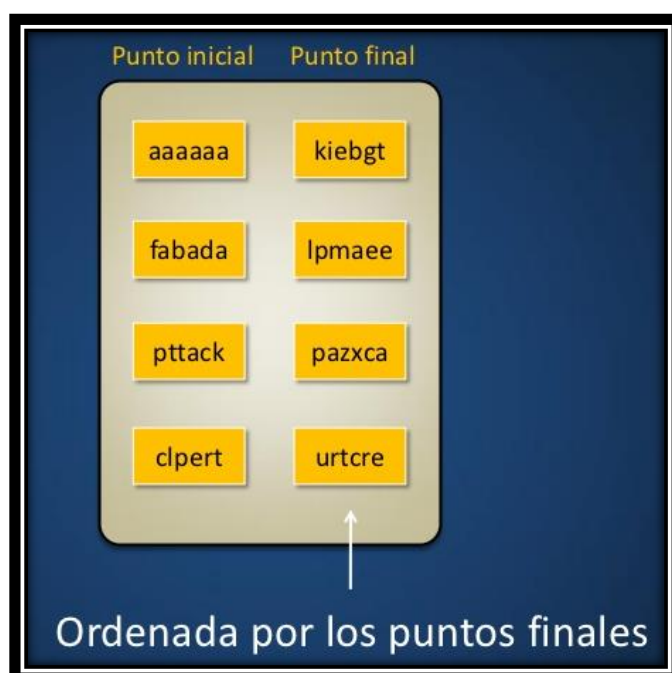 Punto inicial Punto final
aaaaaa kiebgt
fabada lpmaee
pttack pazxca
clpert urtcre
Ordenada por los puntos finales